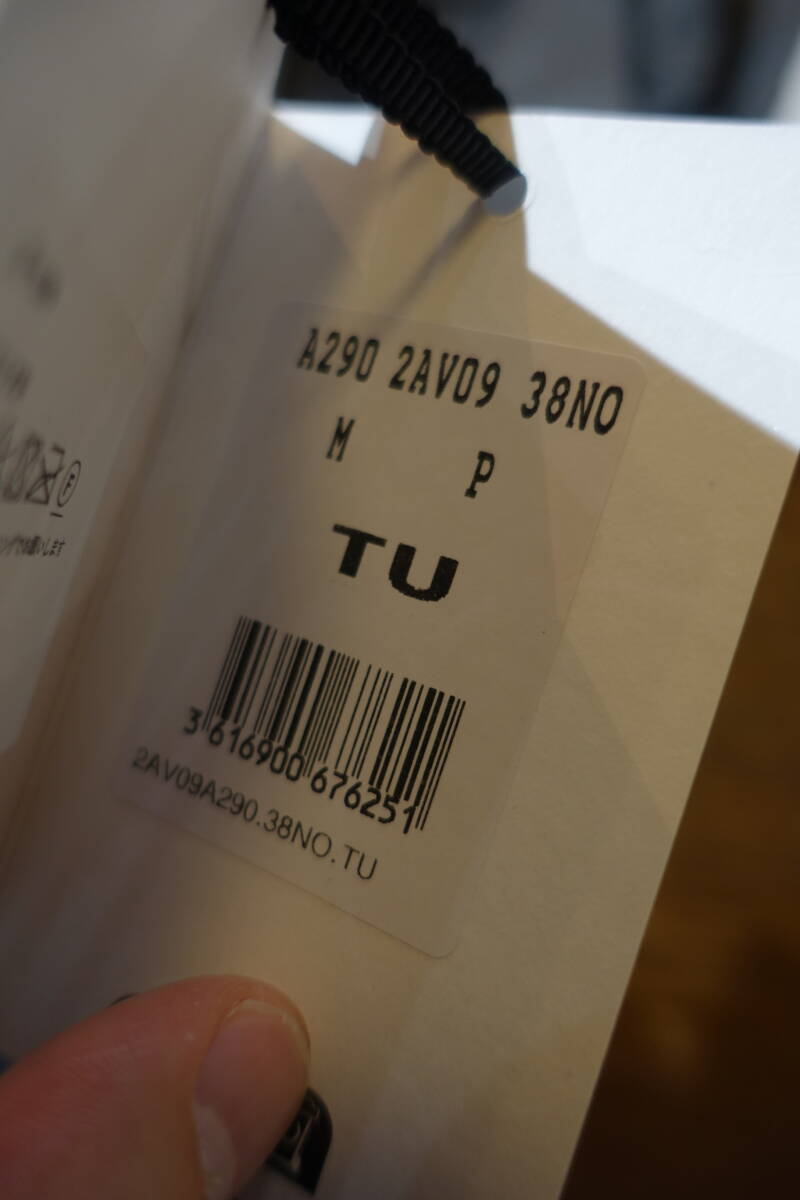 A290 2AV09 38NO
M P
TU
3 616900 676251
2AV09A290.38NO.TU
F